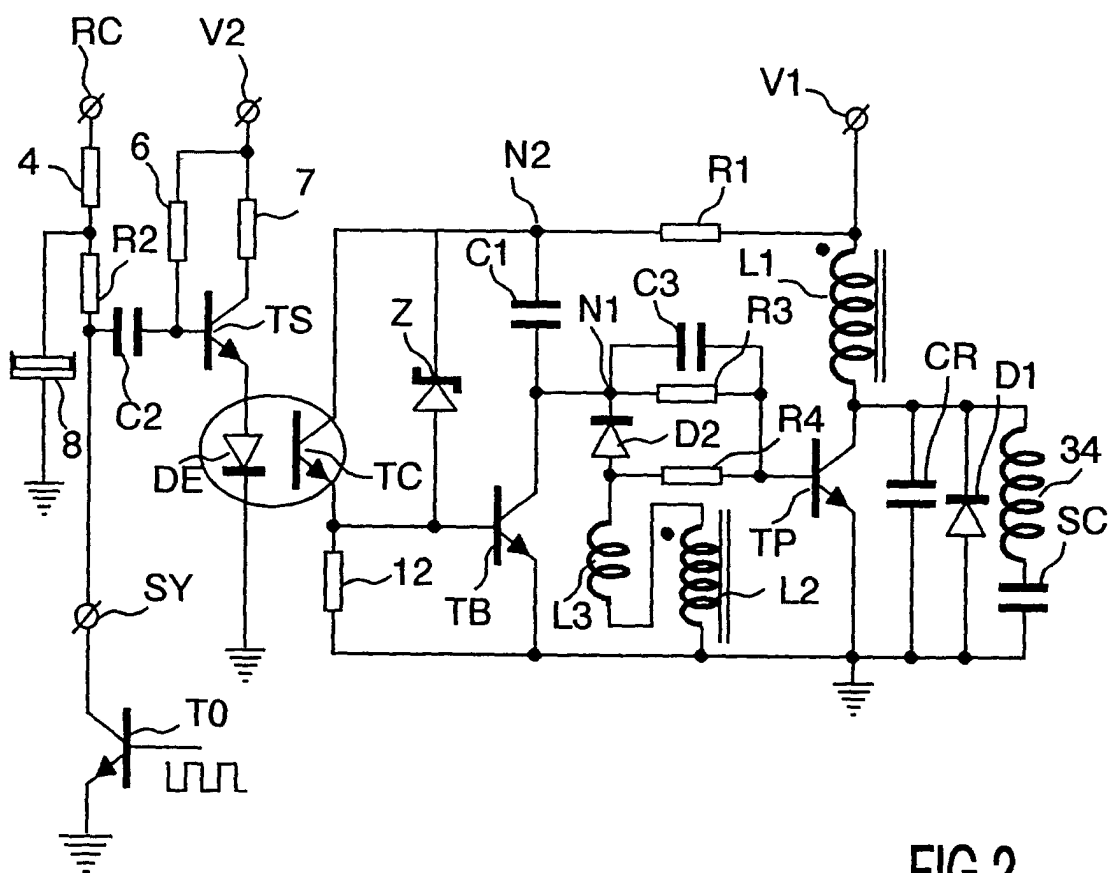 RC
V2
V1
4
6
7
N2
R1
R2
C1
L1
C3
N1
R3
TS
Z
CR
D1
C2
8
D2
R4
34
DE
TC
SC
TP
12
SY
TB
L3
L2
T0
FIG.2